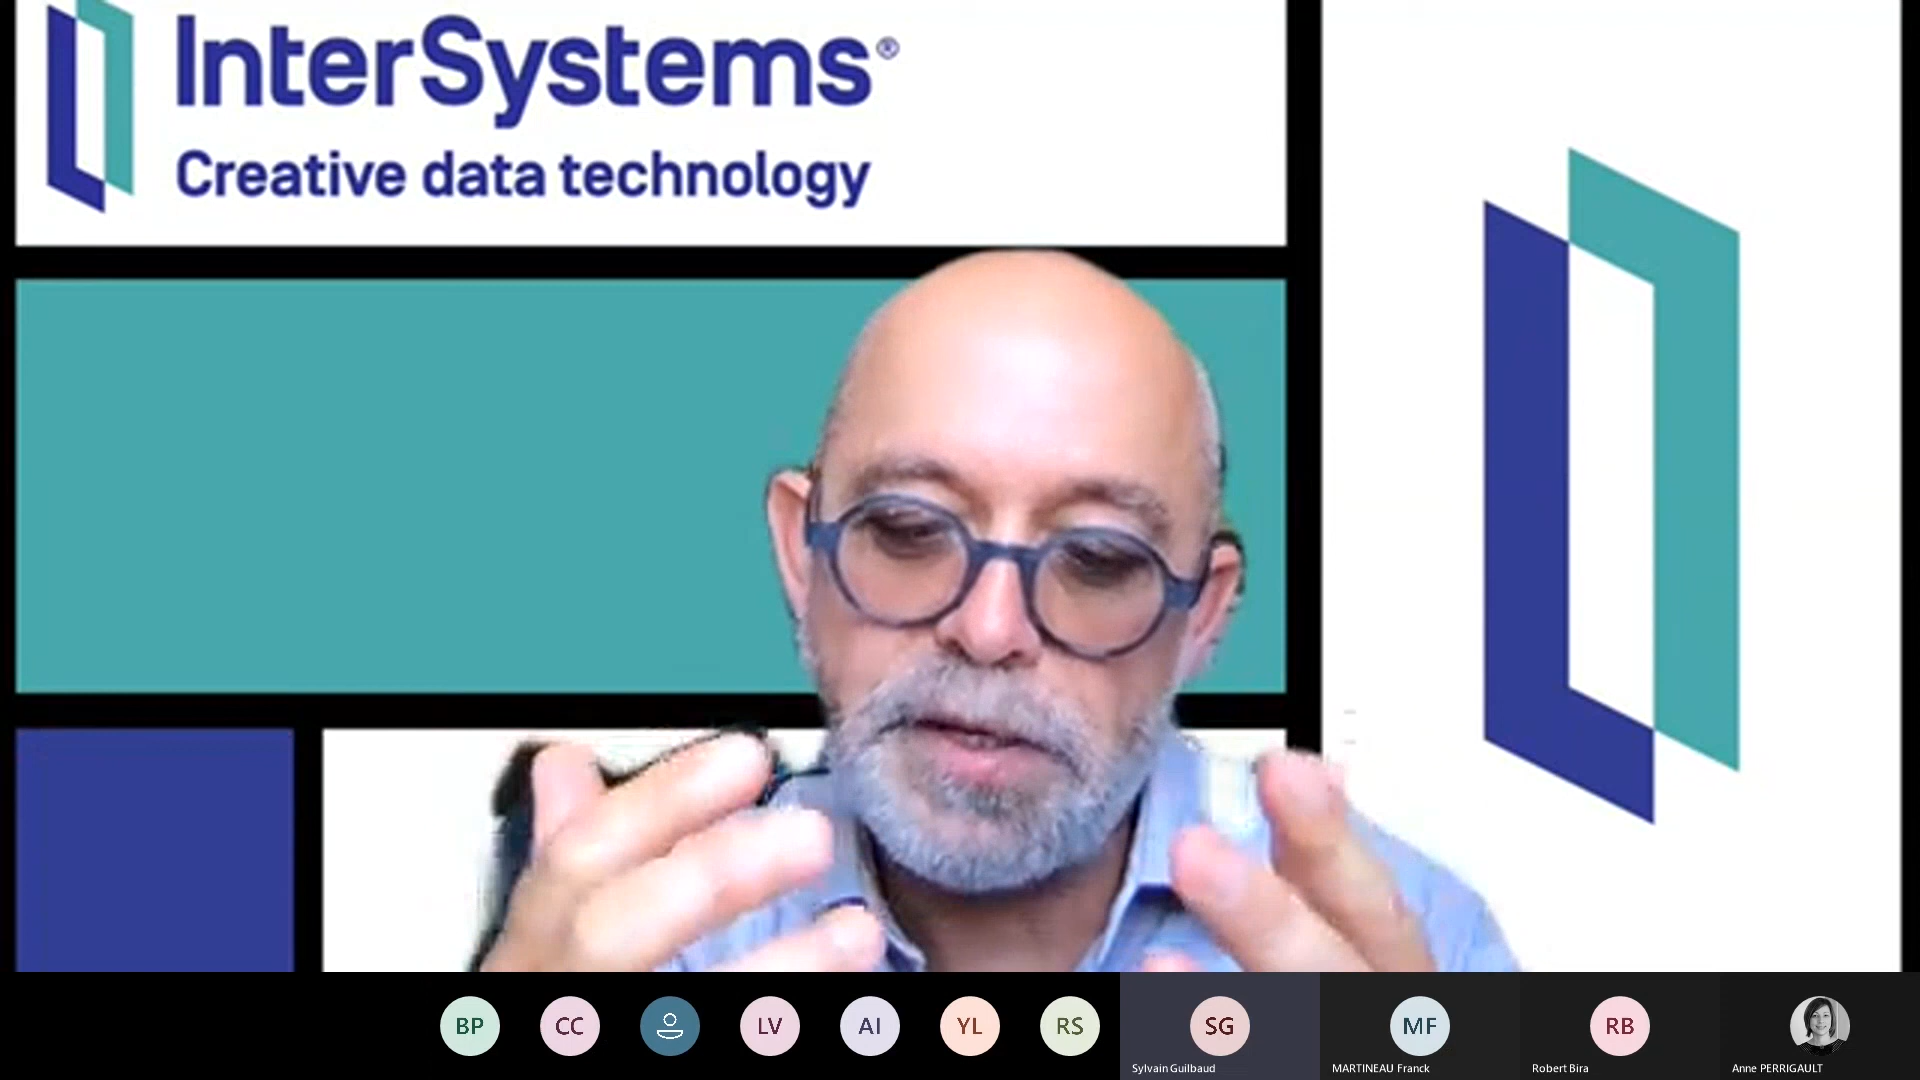 InterSystems®
Creative data technology
BP
CC
LV
AI
YL
RS
SG
MF
RB
Sylvain Guilbaud
MARTINEAU Franck
Robert Bira
Anne PERRIGAULT